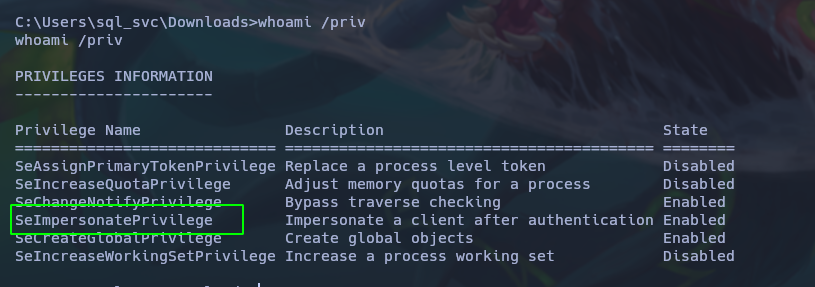 C:\Users\sql_svc\Downloads>whoami /priv
whoami /priv
PRIVILEGES INFORMATION
----------------------
Privilege Name                Description                               State
============================= ========================================= ========
SeAssignPrimaryTokenPrivilege Replace a process level token             Disabled
SeIncreaseQuotaPrivilege      Adjust memory quotas for a process        Disabled
SeChangeNotifyPrivilege       Bypass traverse checking                  Enabled
SeImpersonatePrivilege        Impersonate a client after authentication Enabled
SeCreateGlobalPrivilege       Create global objects                     Enabled
SeIncreaseWorkingSetPrivilege Increase a process working set            Disabled